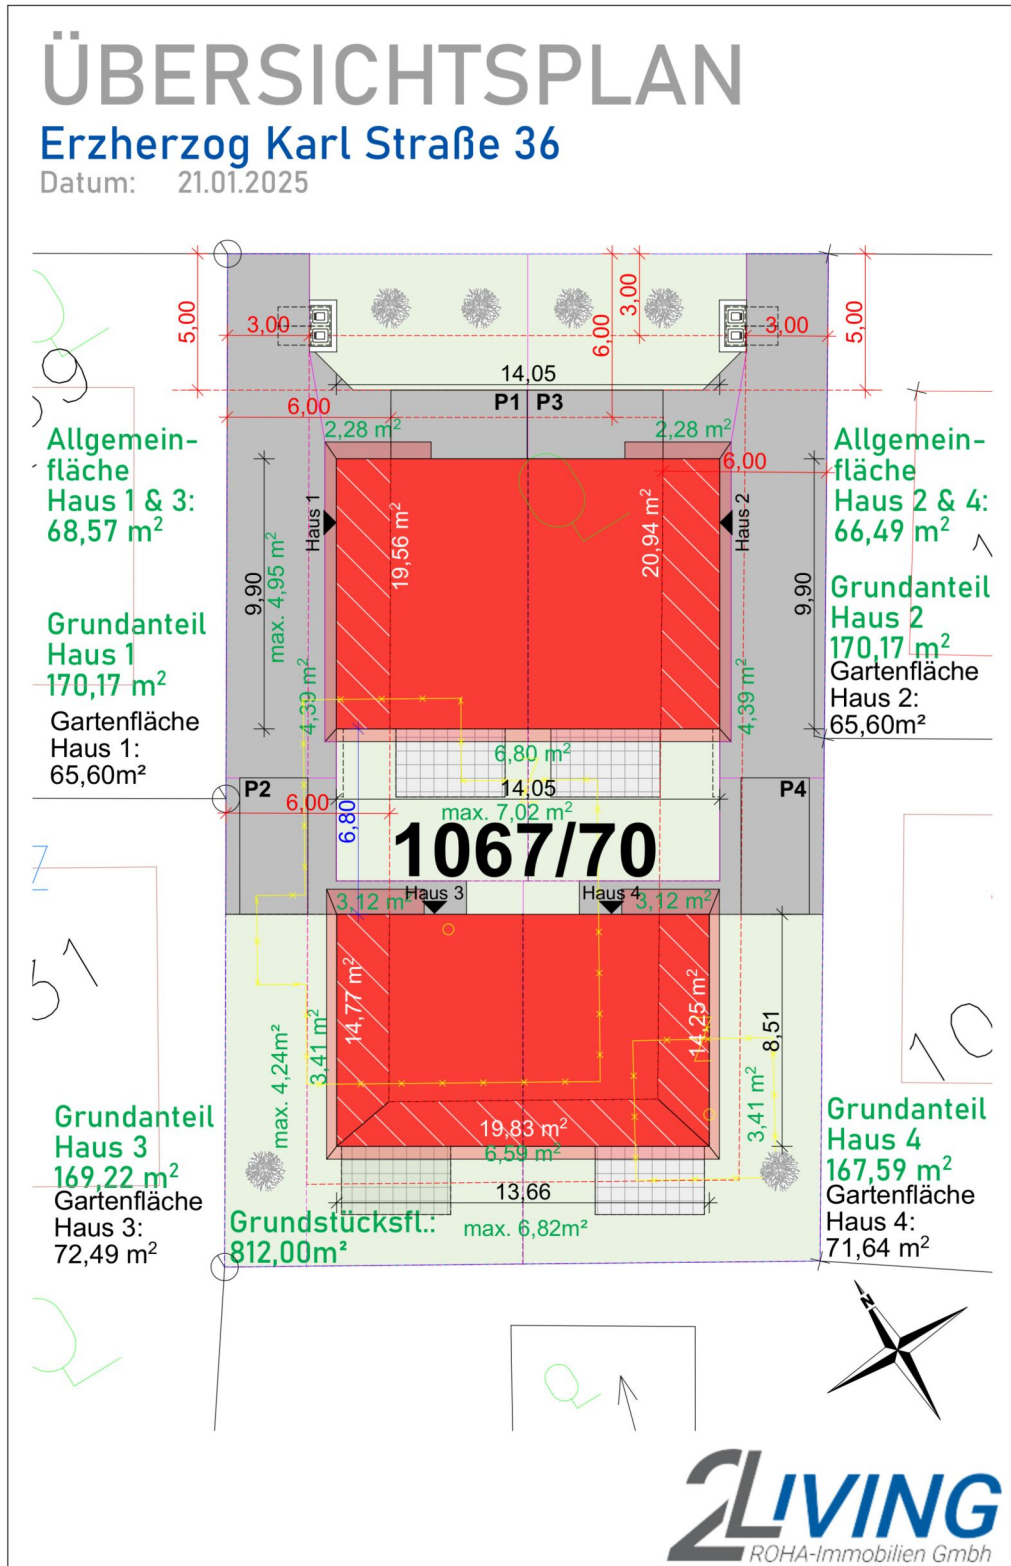 ÜBERSICHTSPLAN
Erzherzog Karl Straße 36
Datum: 21.01.2025
5,00
3,00
6,00
3,00
3,00
5,00
14,05
6,00
P1
P3
2,28 m²
2,28 m²
6,00
Allgemein-
fläche
Haus 1 & 3:
68,57 m²
Allgemein-
fläche
Haus 2 & 4:
66,49 m²
Haus 1
Haus 2
19,56 m²
20,94 m²
9,90
max. 4,95 m²
9,90
Grundanteil
Haus 1
170,17 m²
Gartenfläche
Haus 1:
65,60m²
Grundanteil
Haus 2
170,17 m²
Gartenfläche
Haus 2:
65,60m²
4,39 m²
4,39 m²
6,80 m²
P2
14,05
P4
6,00
6,80
max. 7,02 m²
1067/70
Haus 3
Haus 4
3,12 m²
3,12 m²
14,77 m²
14,25 m²
8,51
3,41 m²
max. 4,24m²
3,41 m²
10
Grundanteil
Haus 3
169,22 m²
Gartenfläche
Haus 3:
72,49 m²
Grundanteil
Haus 4
167,59 m²
Gartenfläche
Haus 4:
71,64 m²
19,83 m²
6,59 m²
13,66
Grundstücksfl.:
812,00m²
max. 6,82m²
N
2LIVING
ROHA-Immobilien Gmbh